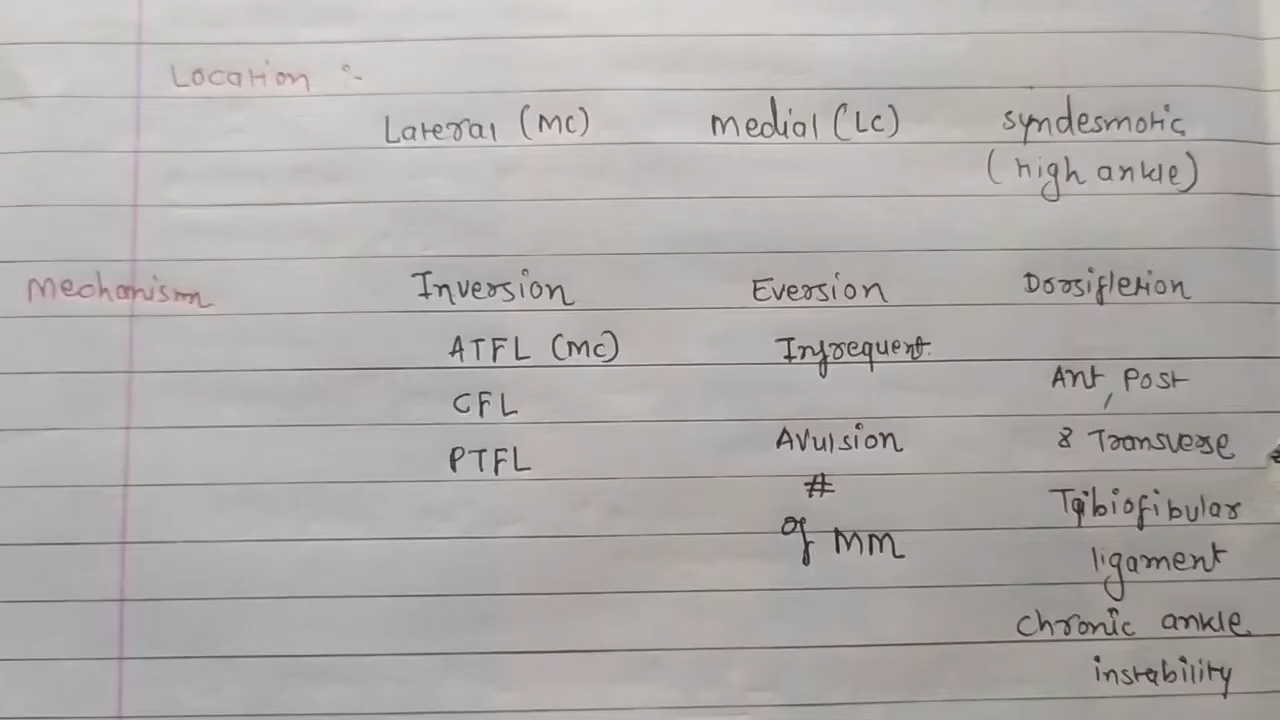 Location :-
Lateral (MC) Medial (LC) Syndesmotic
(high ankle)
Mechanism Inversion Eversion Dorsiflexion
ATFL (MC) Infrequent.
Ant, Post
CFL
Avulsion & Transverse
PTFL
#
Tibiofibular
of MM
ligament
Chronic ankle
instability